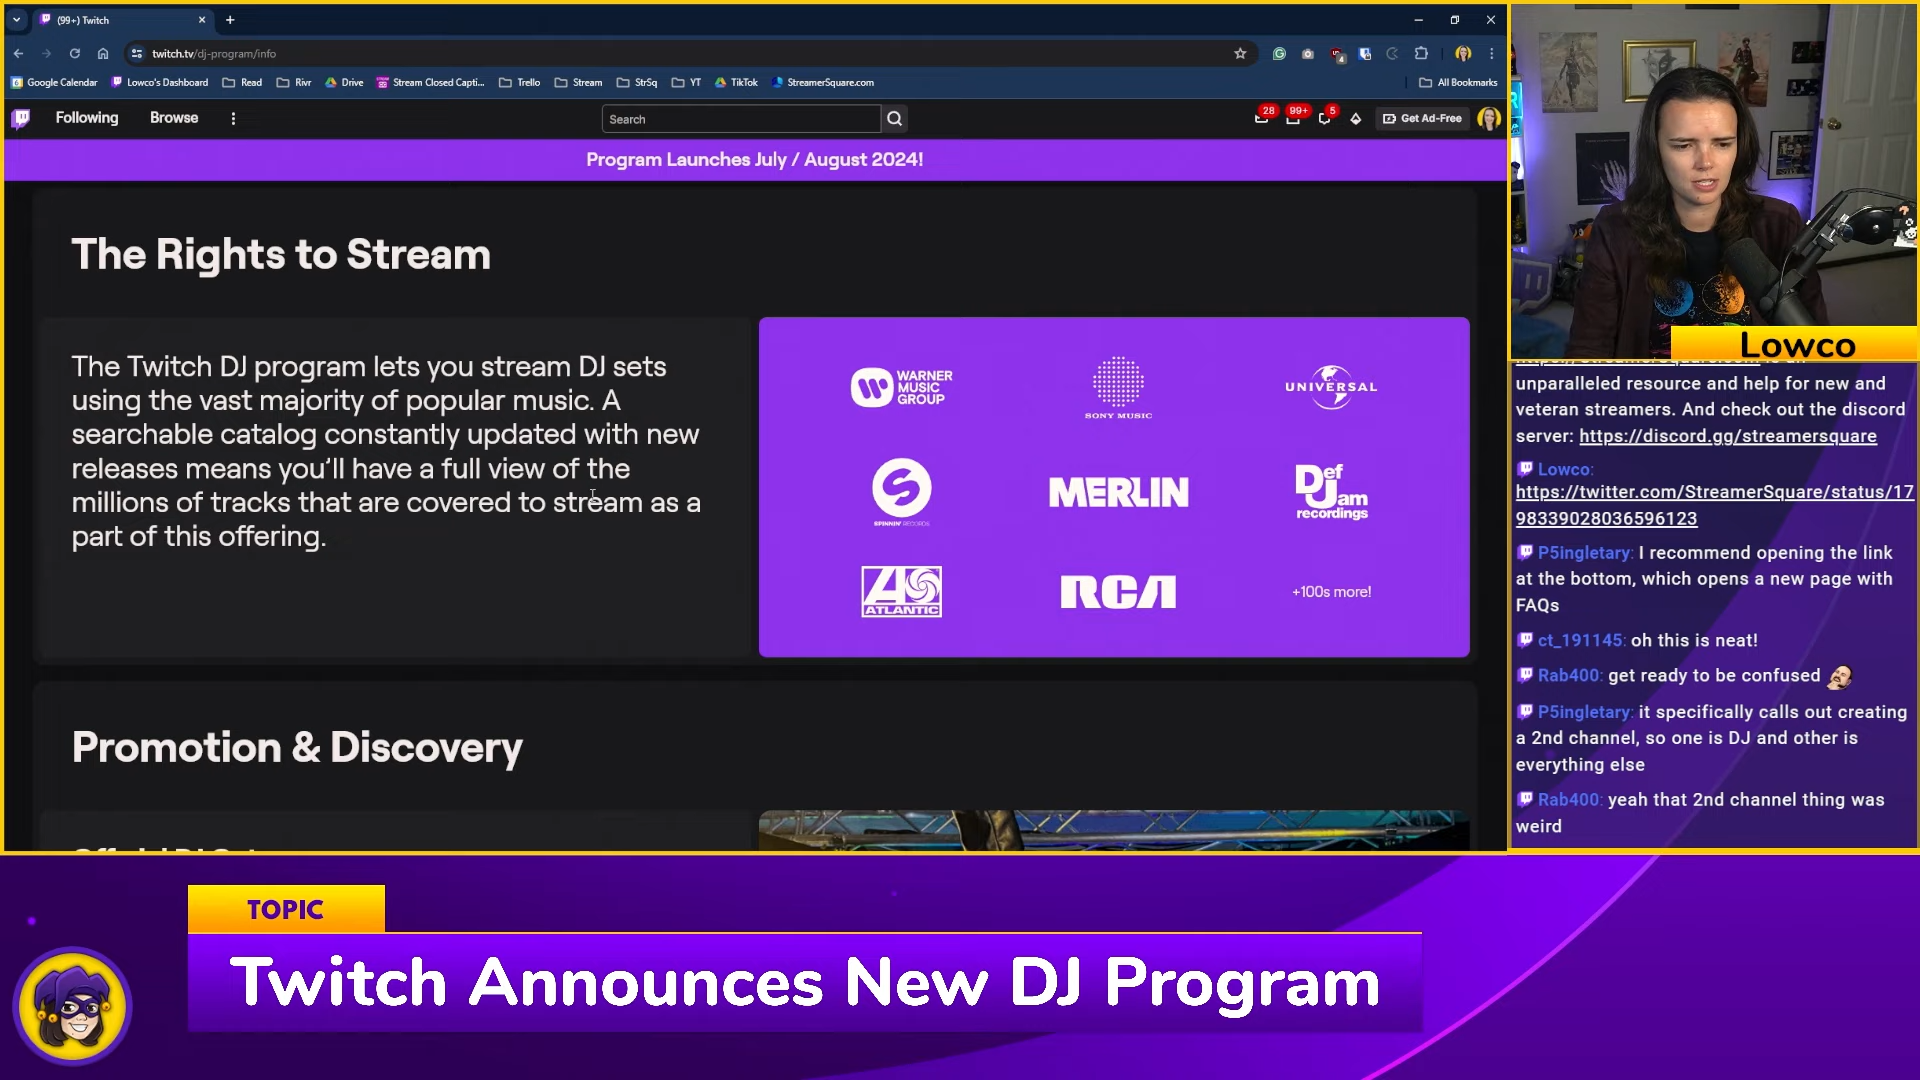 (99+) Twitch
twitch.tv/dj-program/info
Google Calendar
Lowco's Dashboard
Read
Rivr
Drive
Stream Closed Capti...
Trello
Stream
StrSq
YT
TikTok
StreamerSquare.com
All Bookmarks
Following
Browse
Search
28
99+
5
Get Ad-Free
Program Launches July / August 2024!
The Rights to Stream
The Twitch DJ program lets you stream DJ sets
using the vast majority of popular music. A
searchable catalog constantly updated with new
releases means you'll have a full view of the
millions of tracks that are covered to stream as a
part of this offering.
WARNER
MUSIC
GROUP
SONY MUSIC
UNIVERSAL
SPINNIN' RECORDS
MERLIN
Def
Jam
recordings
ATLANTIC
RCA
+100s more!
Promotion & Discovery
Lowco
unparalleled resource and help for new and
veteran streamers. And check out the discord
server: https://discord.gg/streamersquare
Lowco:
https://twitter.com/StreamerSquare/status/17
98339028036596123
P5ingletary: I recommend opening the link
at the bottom, which opens a new page with
FAQs
ct_191145: oh this is neat!
Rab400: get ready to be confused
P5ingletary: it specifically calls out creating
a 2nd channel, so one is DJ and other is
everything else
Rab400: yeah that 2nd channel thing was
weird
TOPIC
Twitch Announces New DJ Program